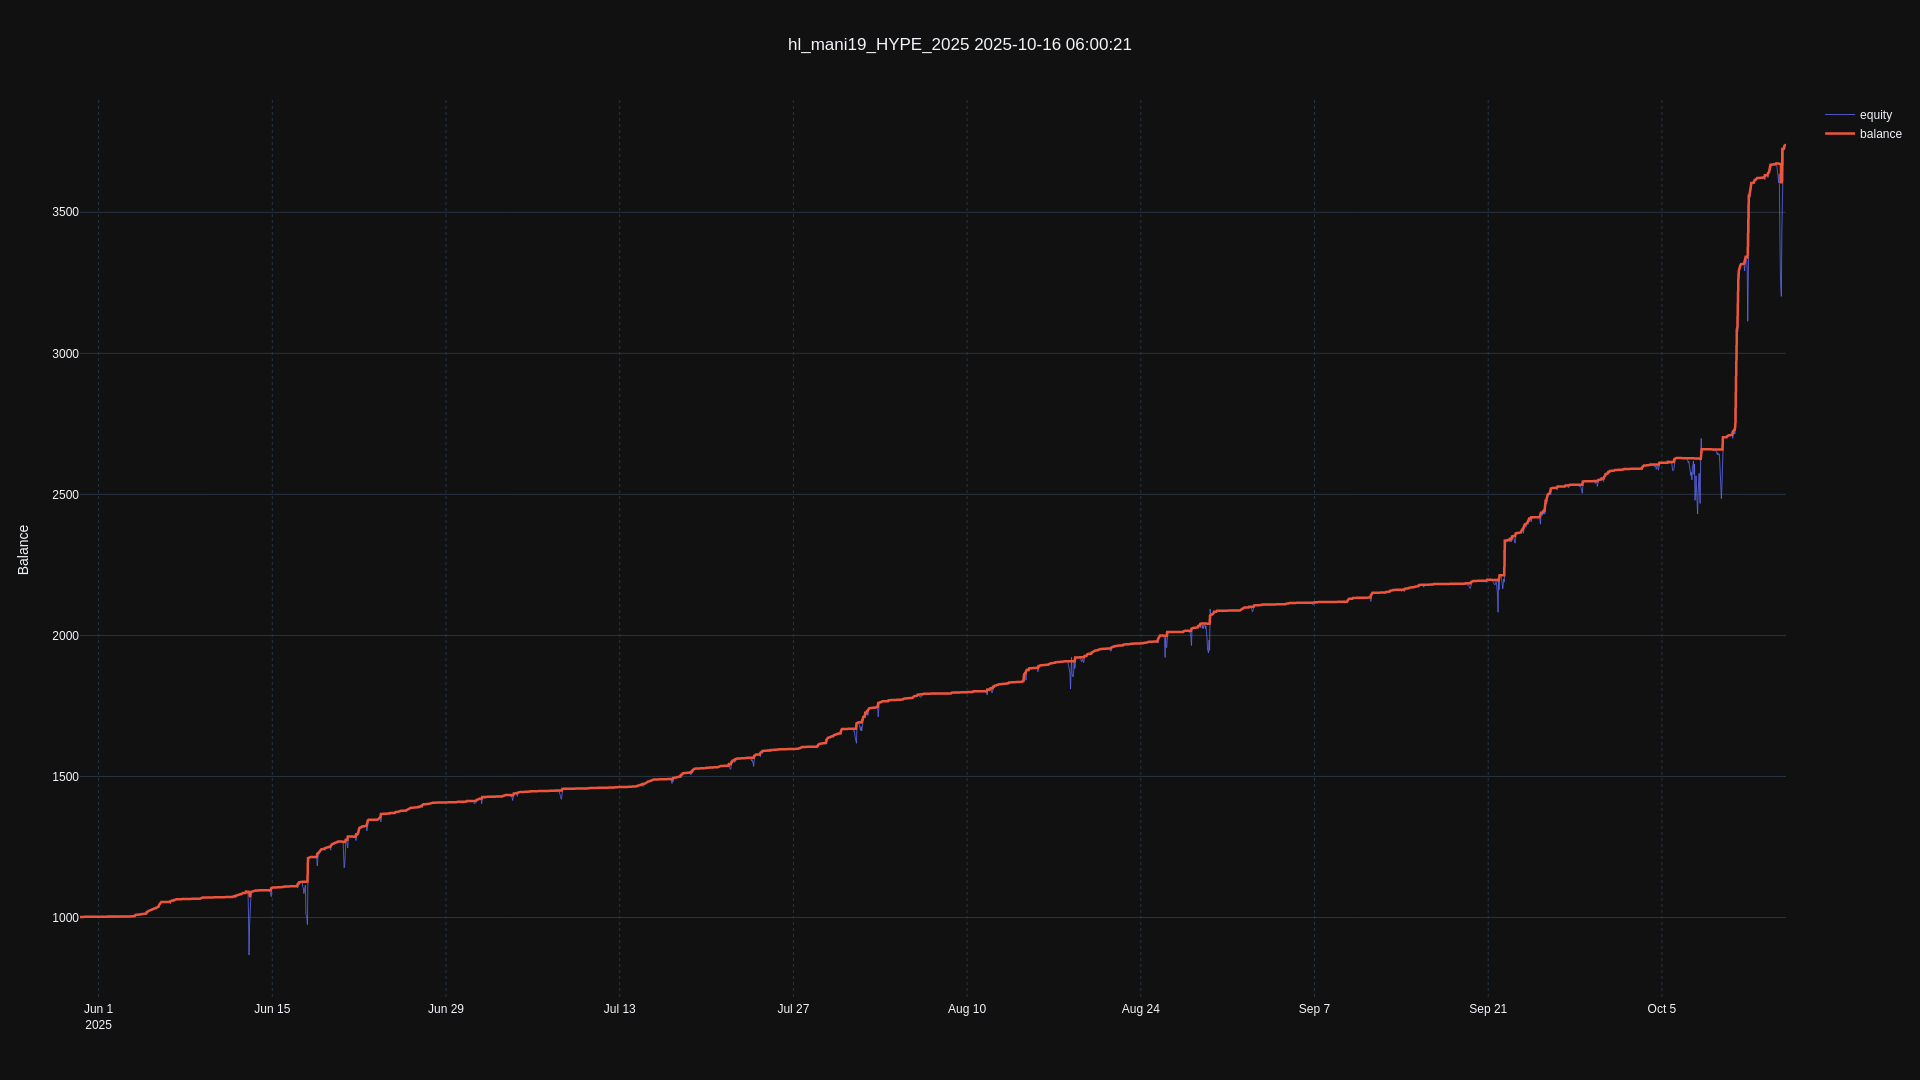 hl_mani19_HYPE_2025 2025-10-16 06:00:21
equity
balance
Balance
3500
3000
2500
2000
1500
1000
Jun 1
2025
Jun 15
Jun 29
Jul 13
Jul 27
Aug 10
Aug 24
Sep 7
Sep 21
Oct 5